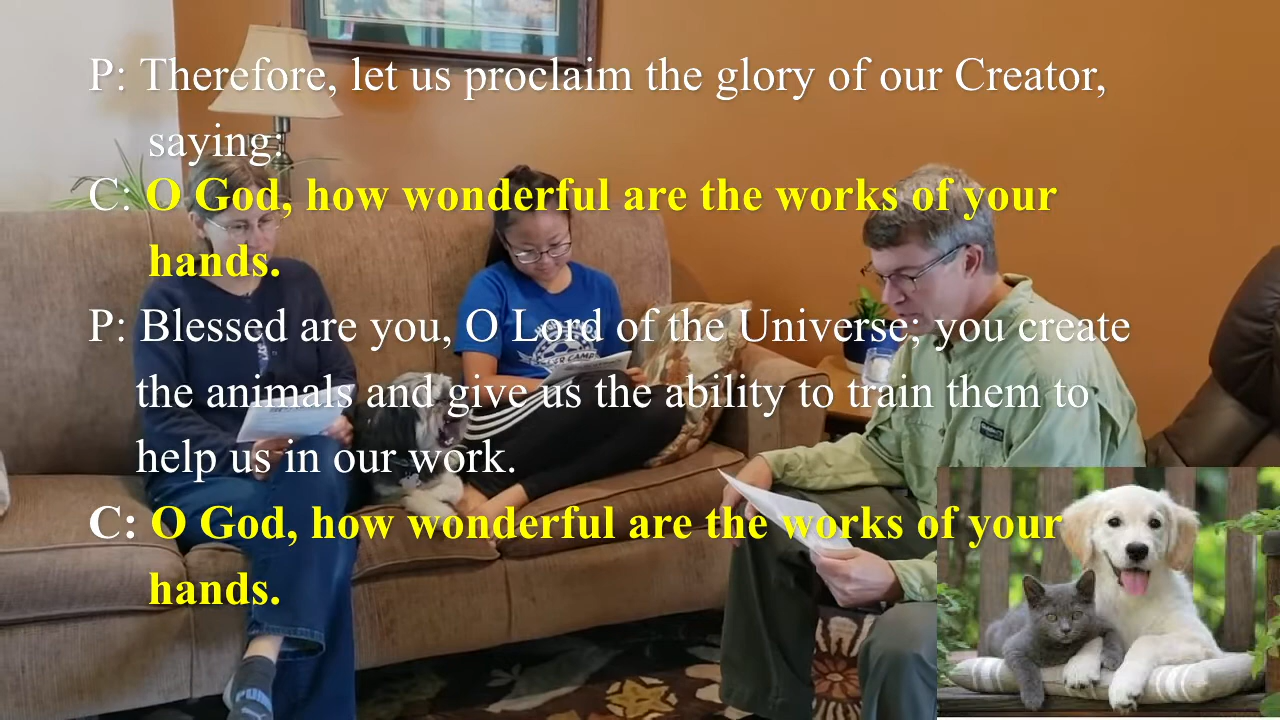 P: Therefore, let us proclaim the glory of our Creator,
saying:
C: O God, how wonderful are the works of your
hands.
P: Blessed are you, O Lord of the Universe; you create
the animals and give us the ability to train them to
help us in our work.
C: O God, how wonderful are the works of your
hands.
PUMA